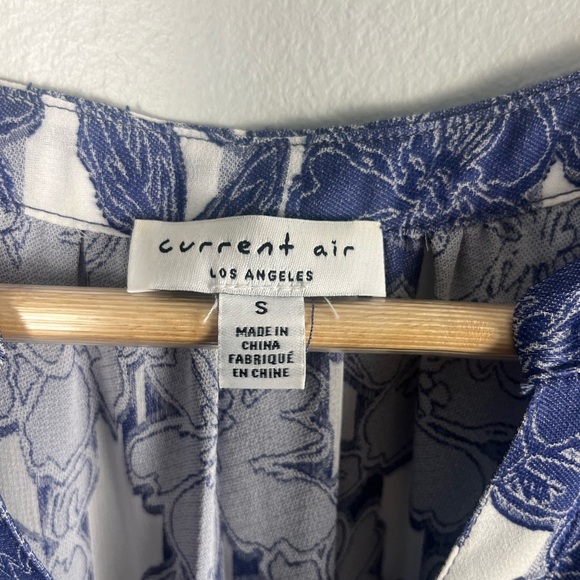 current air
LOS ANGELES
S
MADE IN
CHINA
FABRIQUÉ
EN CHINE